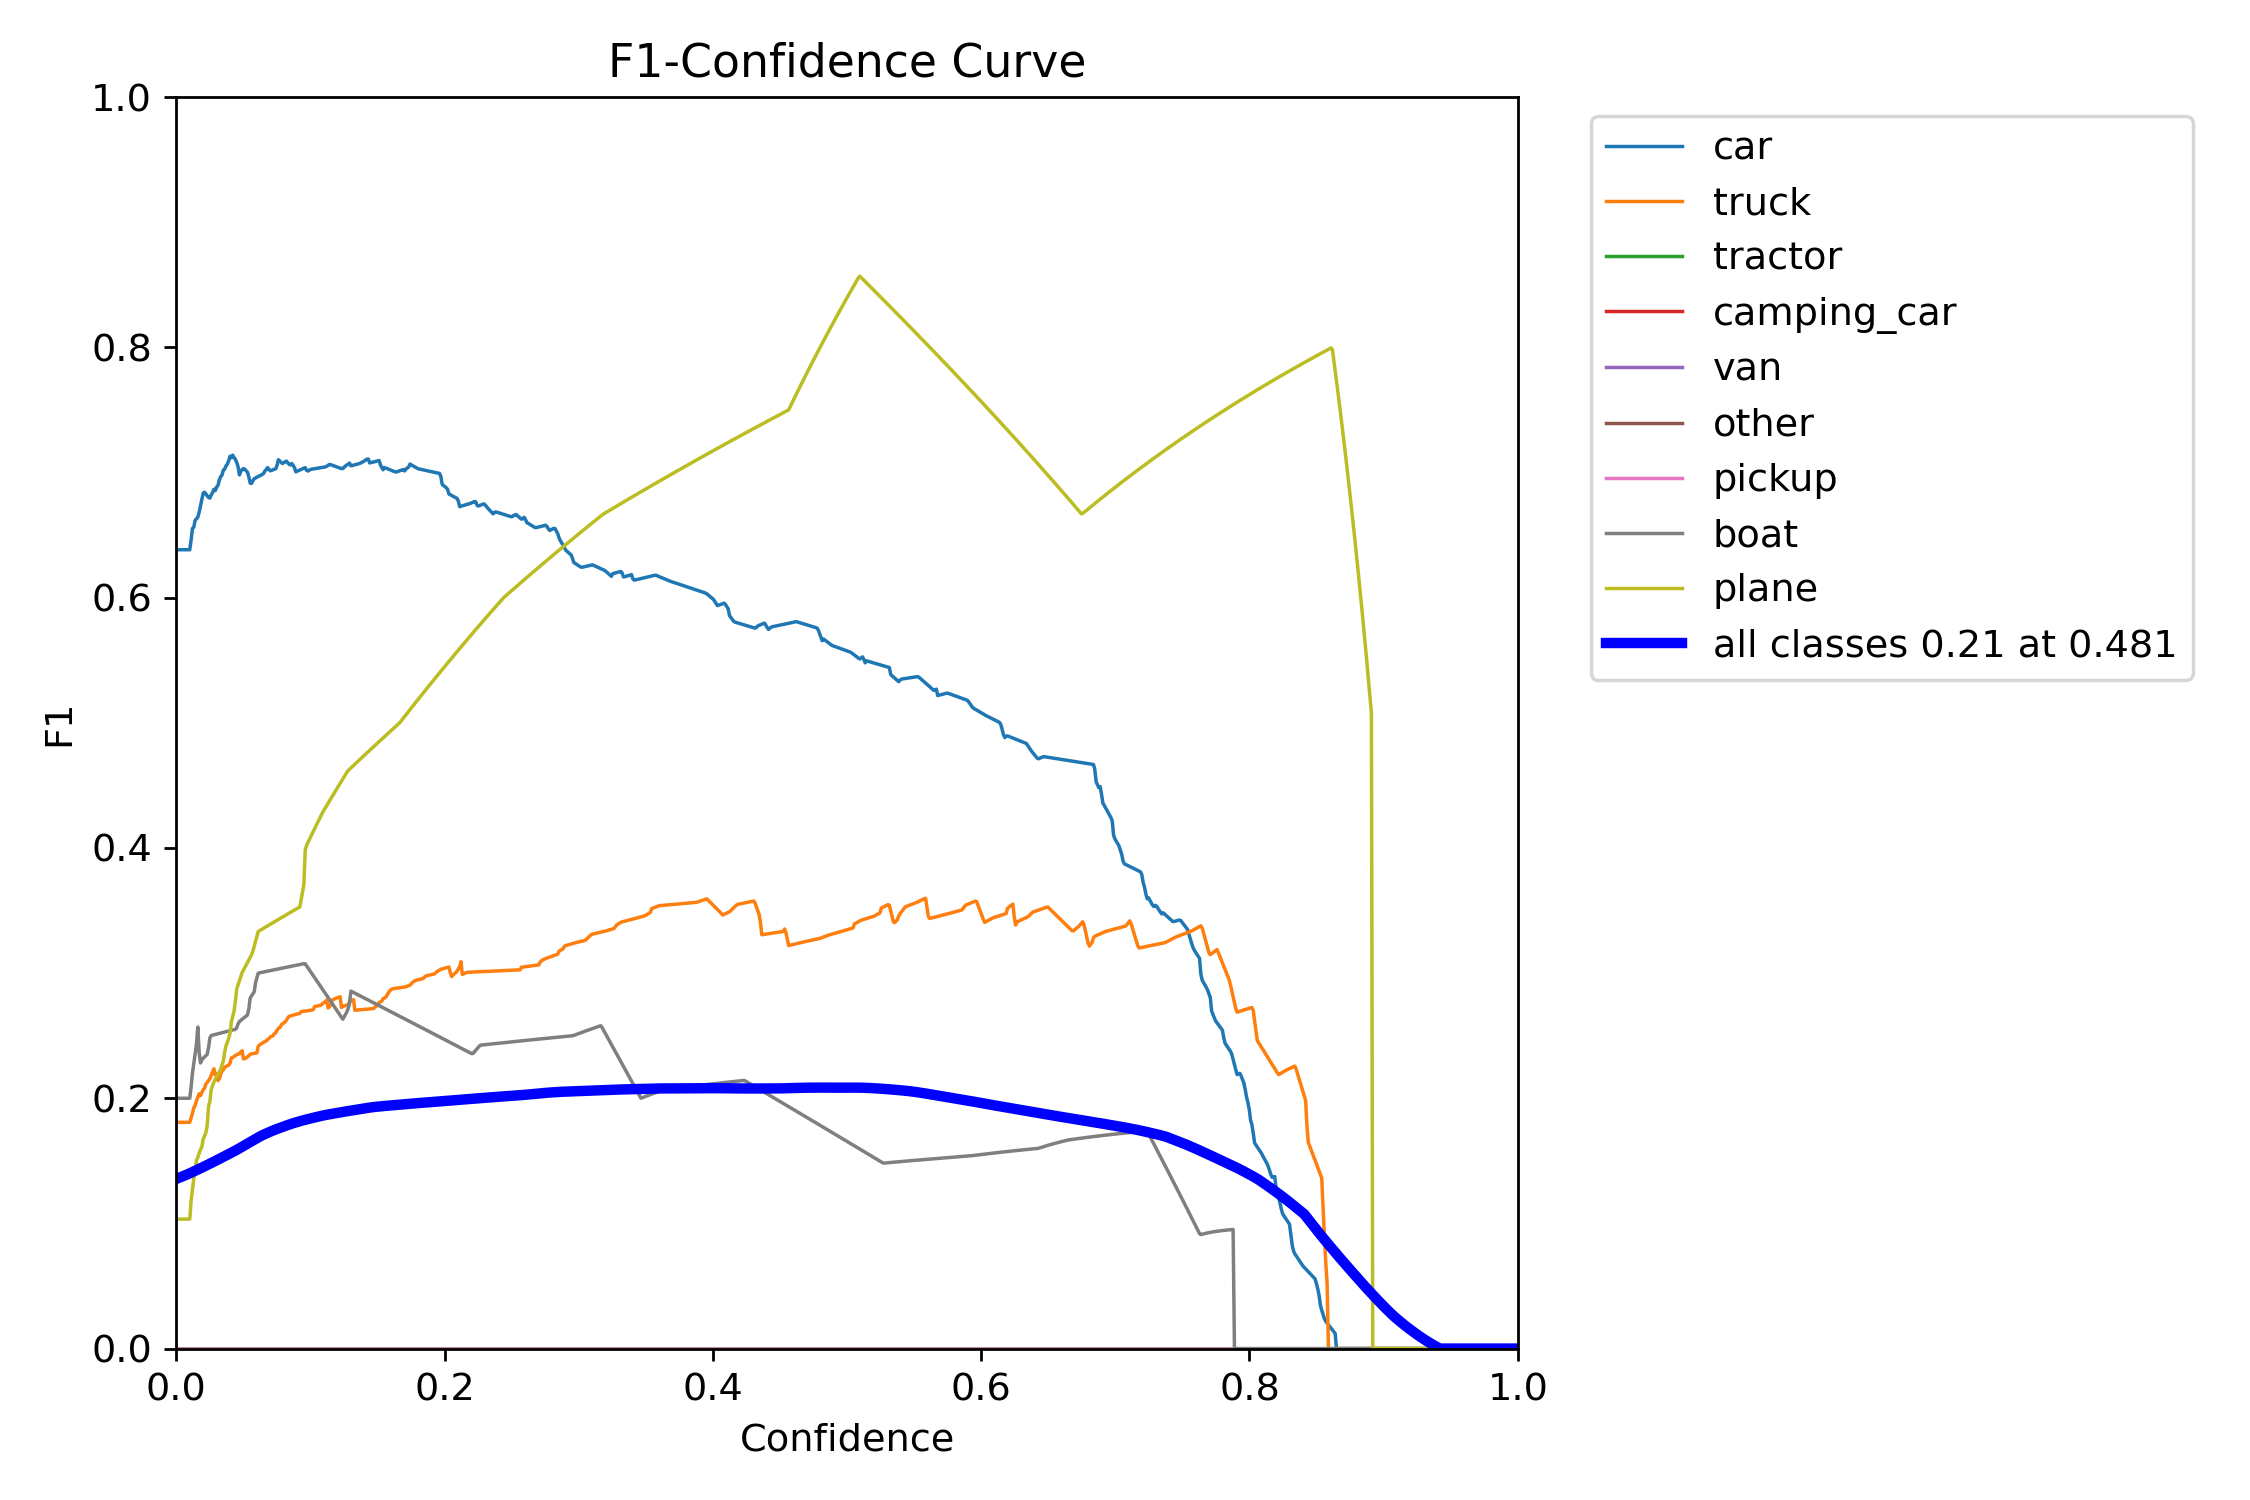 F1-Confidence Curve
1.0
0.8
0.6
0.4
0.2
0.0
F1
0.0 0.2 0.4 0.6 0.8 1.0
Confidence
car
truck
tractor
camping_car
van
other
pickup
boat
plane
all classes 0.21 at 0.481